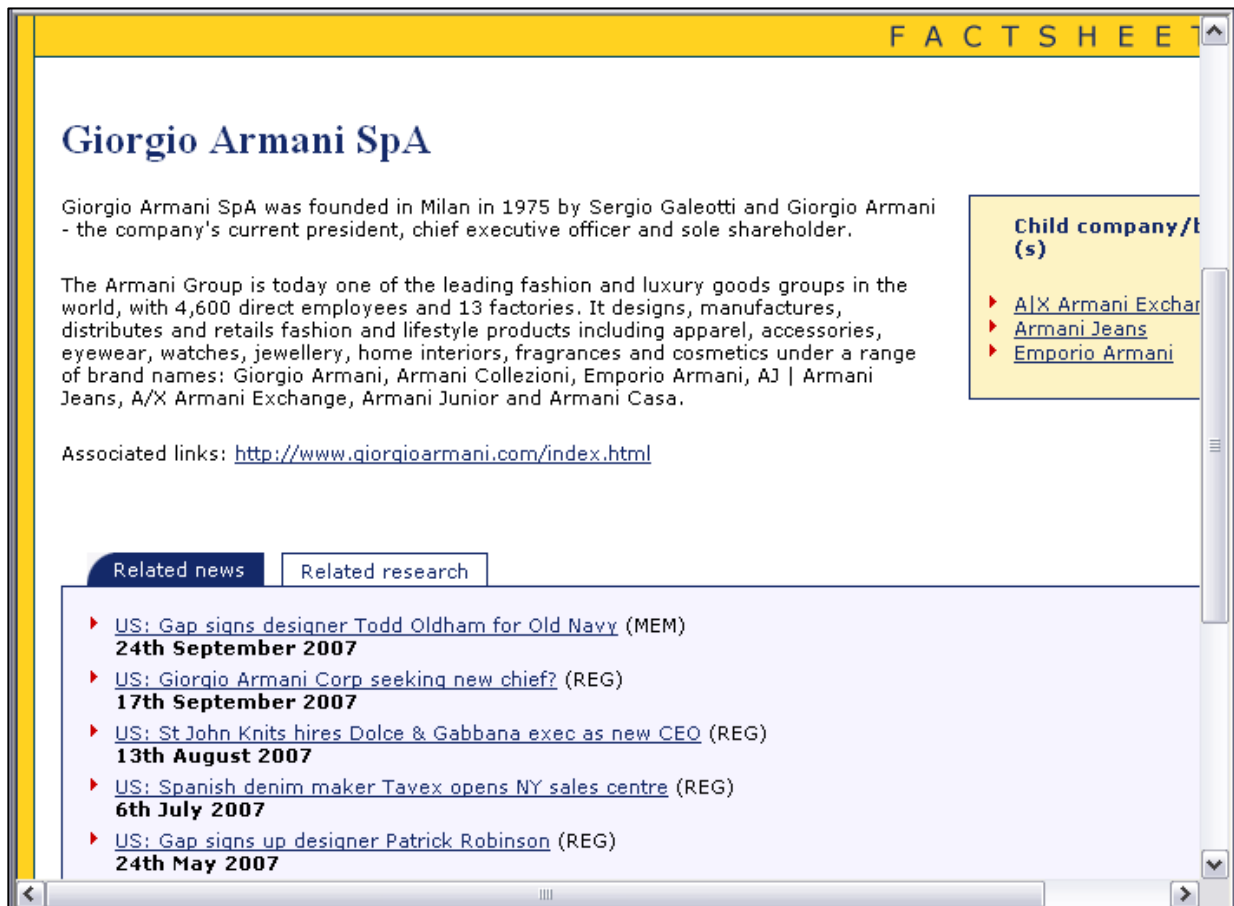 FACTSHEET
Giorgio Armani SpA
Giorgio Armani SpA was founded in Milan in 1975 by Sergio Galeotti and Giorgio Armani
- the company's current president, chief executive officer and sole shareholder.
The Armani Group is today one of the leading fashion and luxury goods groups in the
world, with 4,600 direct employees and 13 factories. It designs, manufactures,
distributes and retails fashion and lifestyle products including apparel, accessories,
eyewear, watches, jewellery, home interiors, fragrances and cosmetics under a range
of brand names: Giorgio Armani, Armani Collezioni, Emporio Armani, AJ | Armani
Jeans, A/X Armani Exchange, Armani Junior and Armani Casa.
Associated links: http://www.giorgioarmani.com/index.html
Child company/
(s)
A|X Armani Exchan
Armani Jeans
Emporio Armani
Related news
Related research
US: Gap signs designer Todd Oldham for Old Navy (MEM)
24th September 2007
US: Giorgio Armani Corp seeking new chief? (REG)
17th September 2007
US: St John Knits hires Dolce & Gabbana exec as new CEO (REG)
13th August 2007
US: Spanish denim maker Tavex opens NY sales centre (REG)
6th July 2007
US: Gap signs up designer Patrick Robinson (REG)
24th May 2007